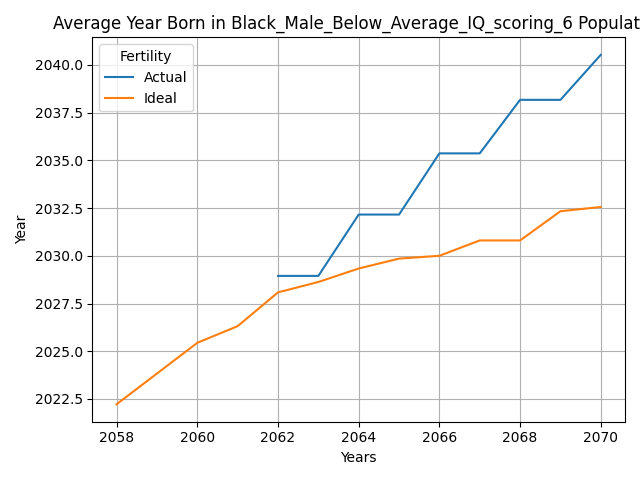 Average Year Born in Black_Male_Below_Average_IQ_scoring_6 Populat
Fertility
Actual
Ideal
2040.0
2037.5
2035.0
2032.5
2030.0
2027.5
2025.0
2022.5
Year
2058 2060 2062 2064 2066 2068 2070
Years